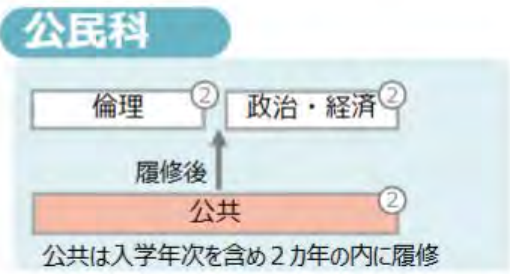 公民科
倫理 ②
政治・経済 ②
履修後
公共 ②
公共は入学年次を含め２カ年の内に履修